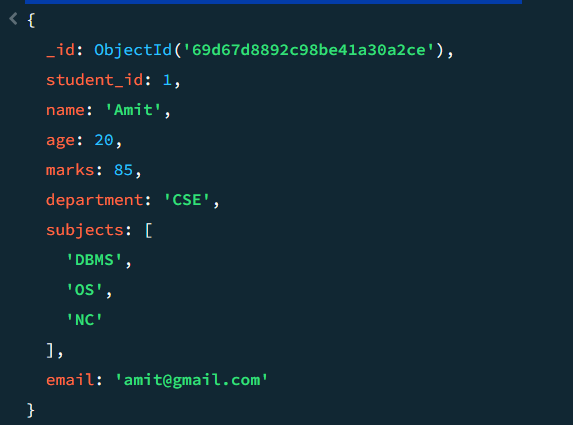 {
_id: ObjectId('69d67d8892c98be41a30a2ce'),
student_id: 1,
name: 'Amit',
age: 20,
marks: 85,
department: 'CSE',
subjects: [
'DBMS',
'OS',
'NC'
],
email: 'amit@gmail.com'
}